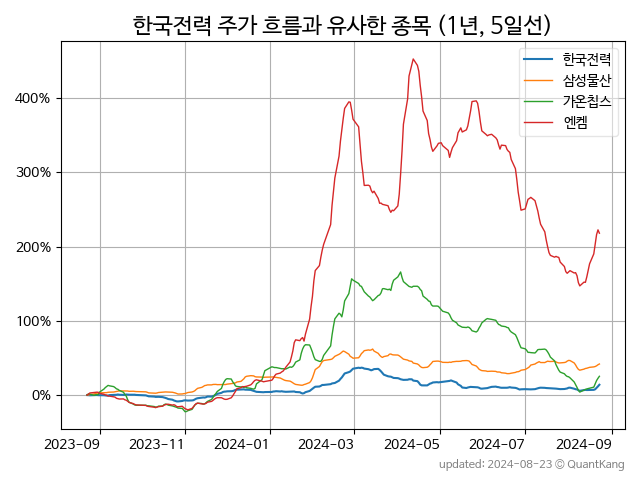 한국전력 주가 흐름과 유사한 종목 (1년, 5일선)
한국전력
삼성물산
가온칩스
엔켐
400%
300%
200%
100%
0%
2023-09 2023-11 2024-01 2024-03 2024-05 2024-07 2024-09
updated: 2024-08-23 © QuantKang